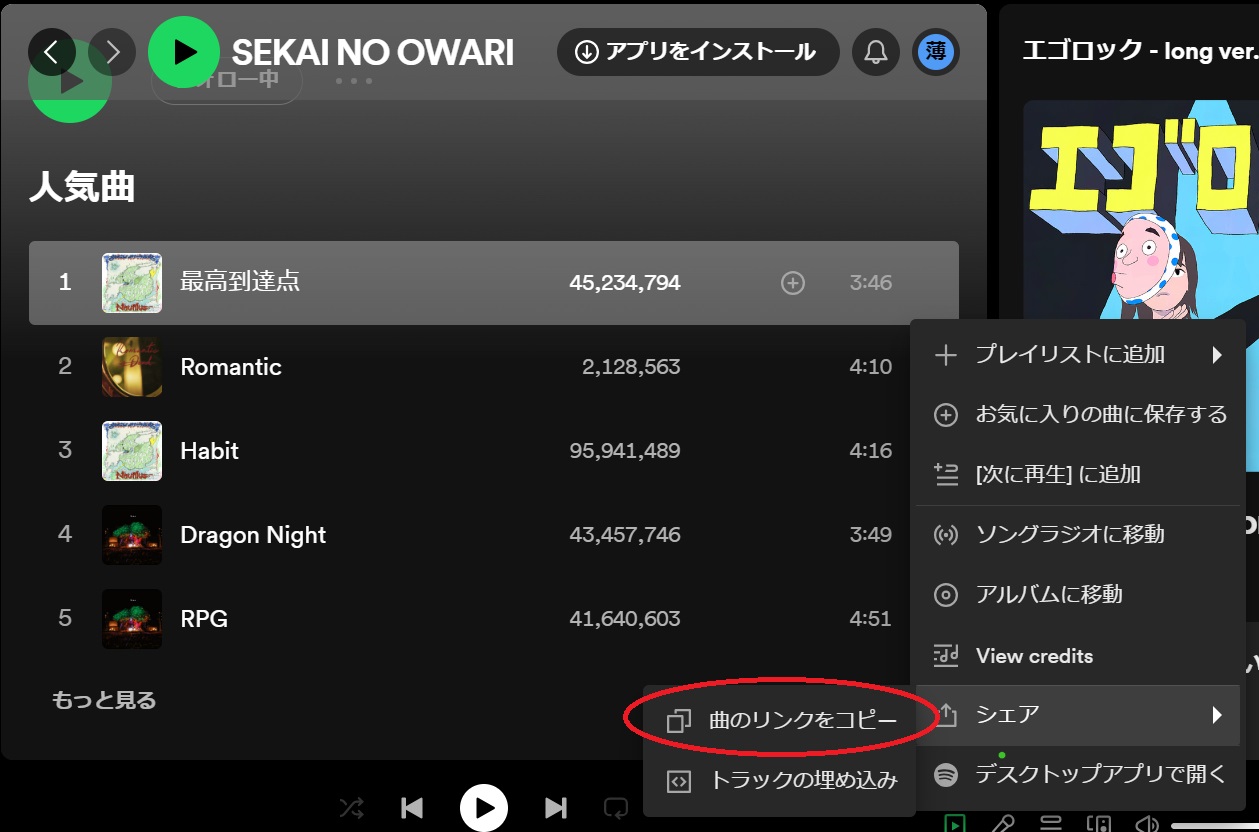 SEKAI NO OWARI
アプリをインストール
薄
ォロー中
人気曲
1 最高到達点 45,234,794 3:46
2 Romantic 2,128,563 4:10
3 Habit 95,941,489 4:16
4 Dragon Night 43,457,746 3:49
5 RPG 41,640,603 4:51
もっと見る
エゴロック - long ver.
エゴロ
プレイリストに追加
お気に入りの曲に保存する
[次に再生] に追加
ソングラジオに移動
アルバムに移動
View credits
シェア
デスクトップアプリで開く
曲のリンクをコピー
トラックの埋め込み